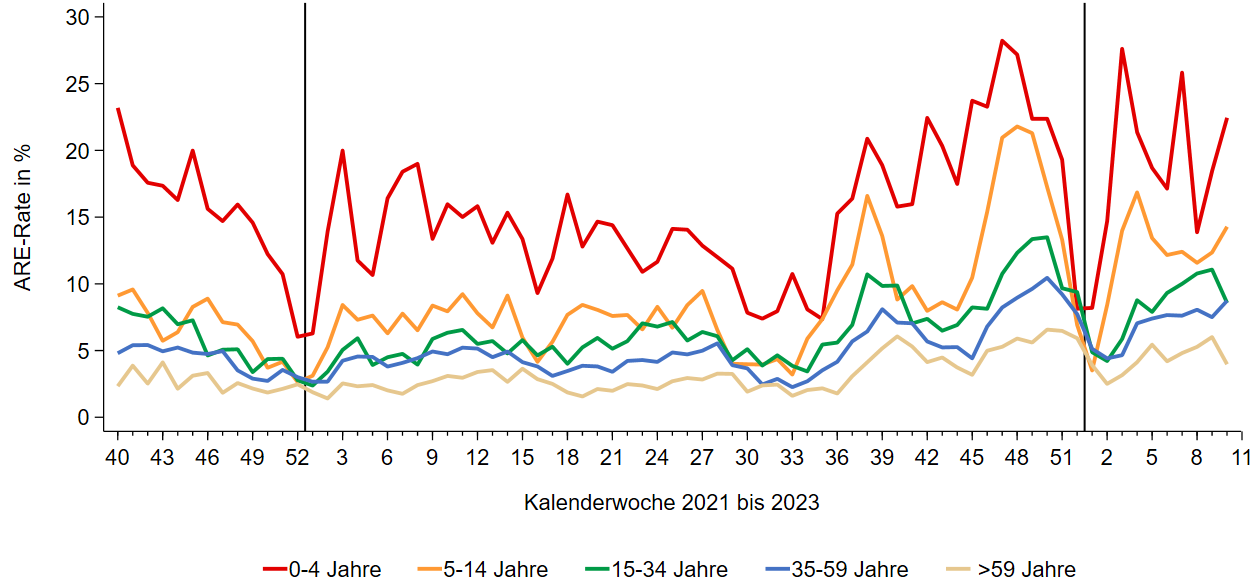 30
25
20
15
10
5
0
ARE-Rate in %
40 43 46 49 52 3 6 9 12 15 18 21 24 27 30 33 36 39 42 45 48 51 2 5 8 11
Kalenderwoche 2021 bis 2023
0-4 Jahre 5-14 Jahre 15-34 Jahre 35-59 Jahre >59 Jahre